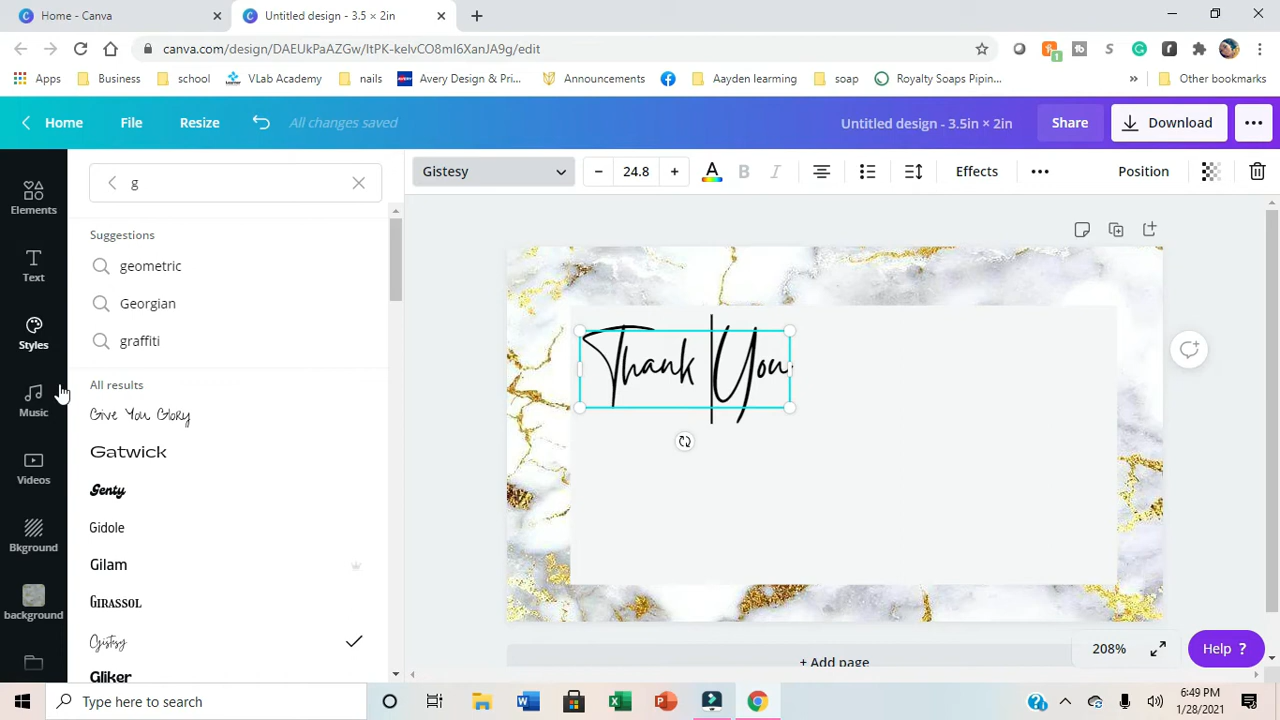 Home - Canva
Untitled design - 3.5 × 2in
canva.com/design/DAEUkPaAZGw/ItPK-kelvCO8mI6XanJA9g/edit
Apps
Business
school
VLab Academy
nails
Avery Design & Pri...
Announcements
Aayden learning
soap
Royalty Soaps Pipin...
Other bookmarks
Home
File
Resize
All changes saved
Untitled design - 3.5in × 2in
Share
Download
g
Gistesy
24.8
A
B
I
Effects
Position
Elements
Text
Styles
Music
Videos
Bkground
background
Suggestions
geometric
Georgian
graffiti
All results
Give You Glory
Gatwick
Genty
Gidole
Gilam
Girassol
Gistesy
Gliker
Thank You
+ Add page
208%
Help ?
Type here to search
6:49 PM
1/28/2021